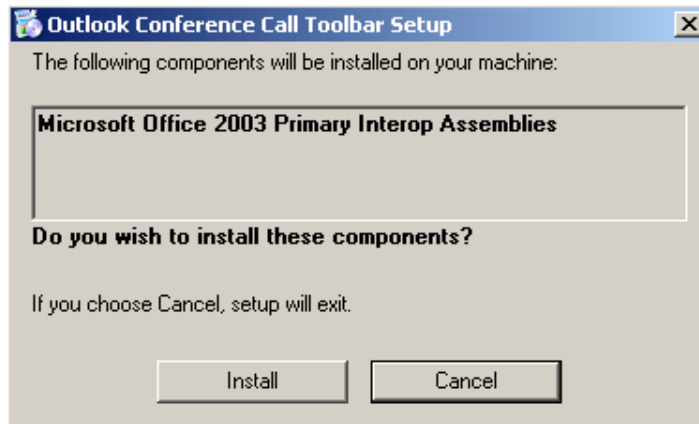 Outlook Conference Call Toolbar Setup
The following components will be installed on your machine:
Microsoft Office 2003 Primary Interop Assemblies
Do you wish to install these components?
If you choose Cancel, setup will exit.
Install Cancel